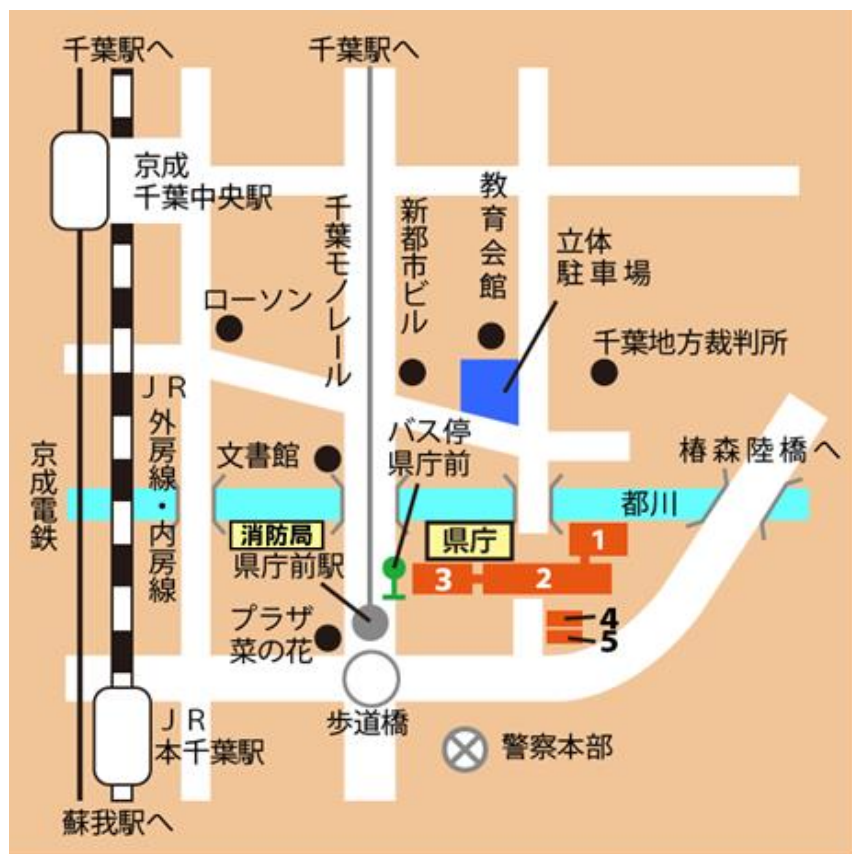 千葉駅へ
千葉駅へ
京成
千葉中央駅
千葉モノレール
新都市ビル
教育会館
立体
駐車場
ローソン
千葉地方裁判所
JR
外房線・内房線
京成電鉄
文書館
バス停
県庁前
椿森陸橋へ
都川
消防局
県庁
1
県庁前駅
3
2
プラザ
菜の花
4
5
歩道橋
JR
本千葉駅
警察本部
蘇我駅へ